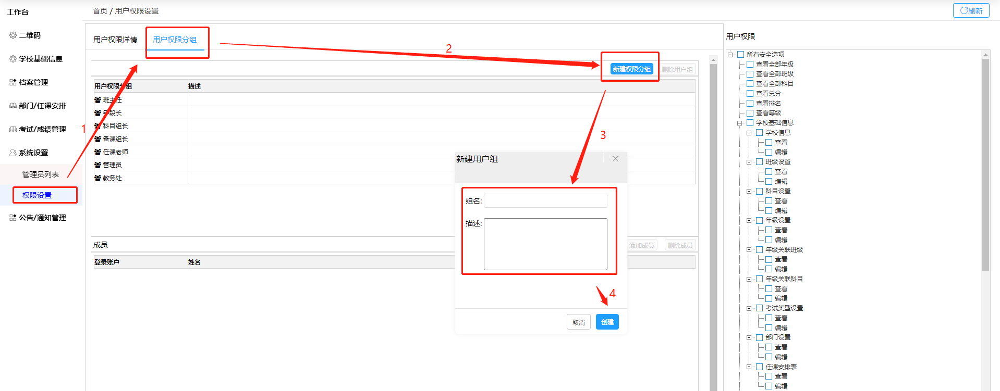 工作台
二维码
学校基础信息
档案管理
部门/任课安排
考试/成绩管理
系统设置
管理员列表
权限设置
公告/通知管理
首页 / 用户权限设置
刷新
用户权限详情
用户权限分组
1
2
3
4
新建权限分组
删除用户组
用户权限分组
描述
班主任
年段长
科目组长
备课组长
任课老师
管理员
教务处
成员
添加成员
删除成员
登录账户
姓名
新建用户组
组名:
描述:
取消
创建
用户权限
所有安全选项
查看全部年级
查看全部班级
查看全部科目
查看总分
查看排名
查看等级
学校基础信息
学校信息
查看
编辑
班级设置
查看
编辑
科目设置
查看
编辑
年级设置
查看
编辑
年级关联班级
查看
编辑
年级关联科目
查看
编辑
考试类型设置
查看
编辑
部门设置
查看
编辑
任课安排表
查看
编辑